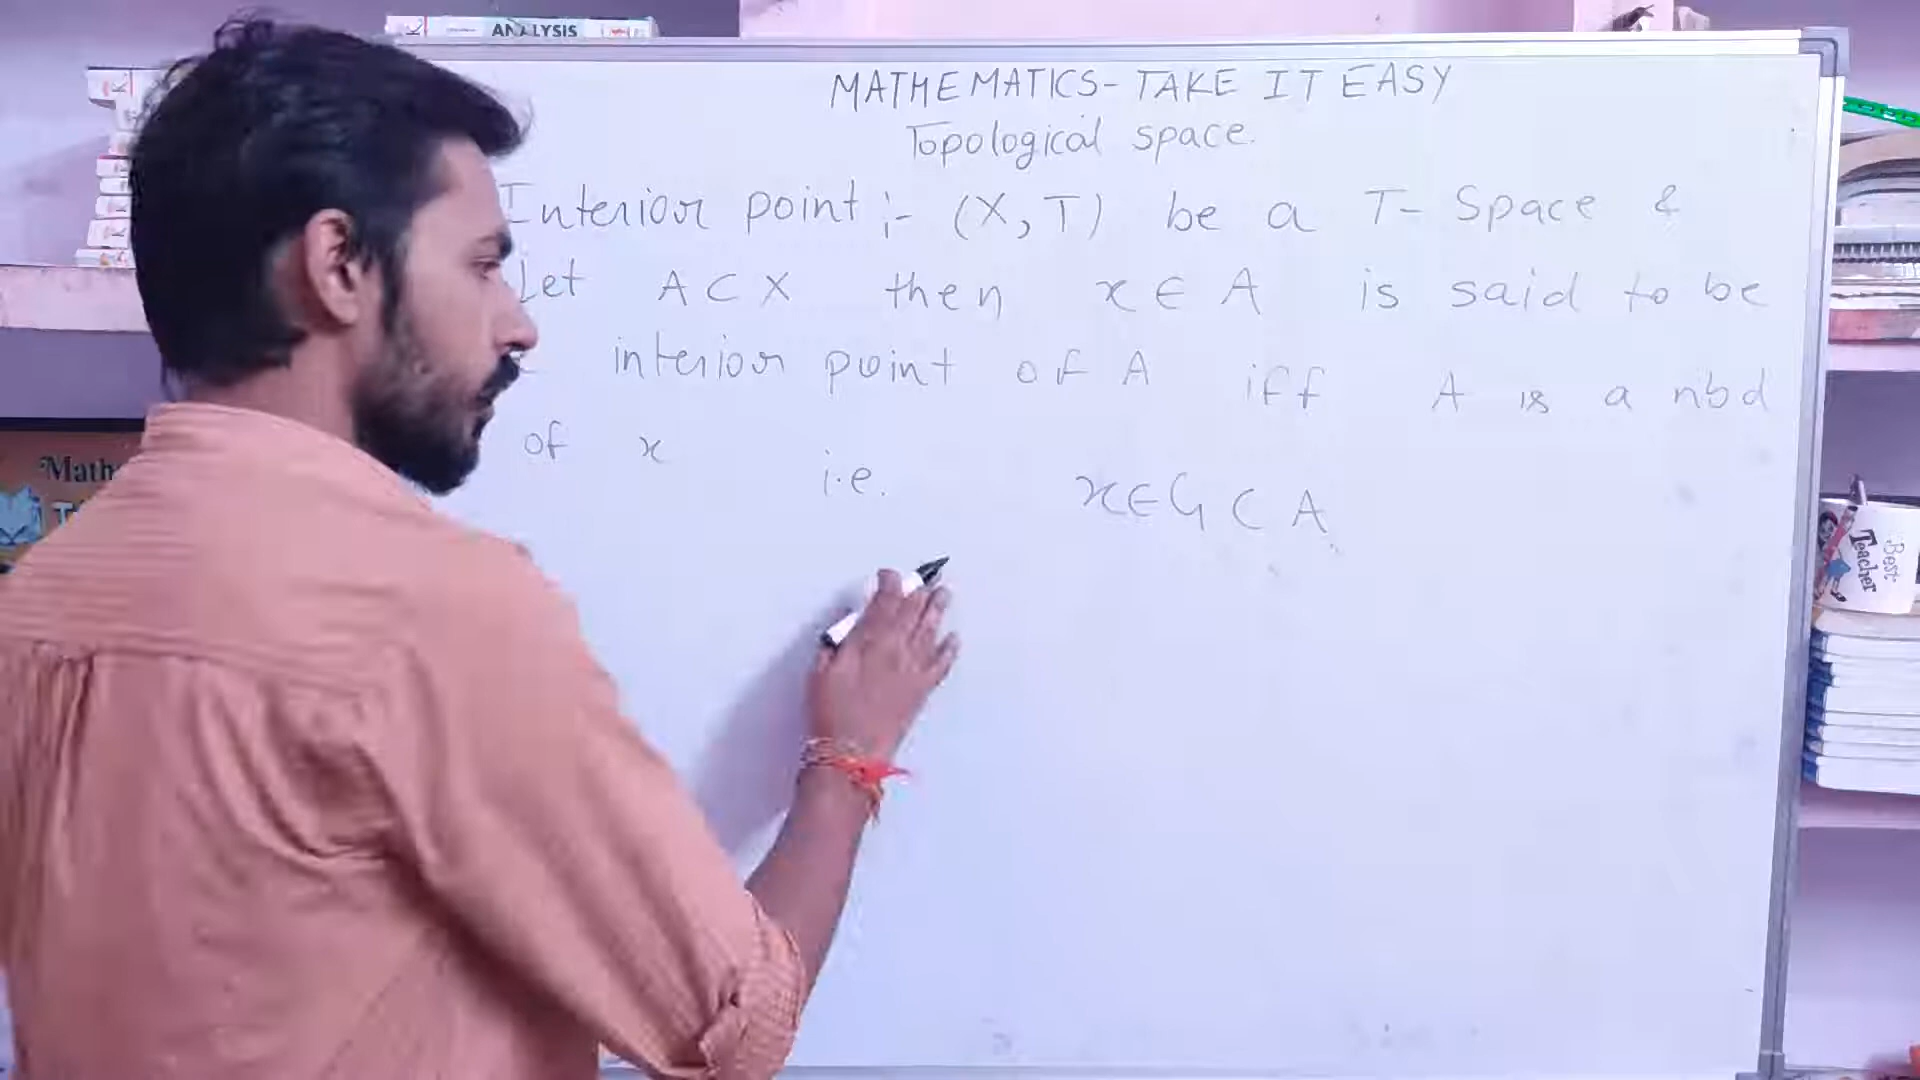 ANALYSIS
MATHEMATICS - TAKE IT EASY
Topological space.
Interior point :- (X, T) be a T- Space &
Let A ⊂ X then x ∈ A is said to be
interior point of A iff A is a nbd
of x i.e. x ∈ G ⊂ A
Math
Best
Teacher